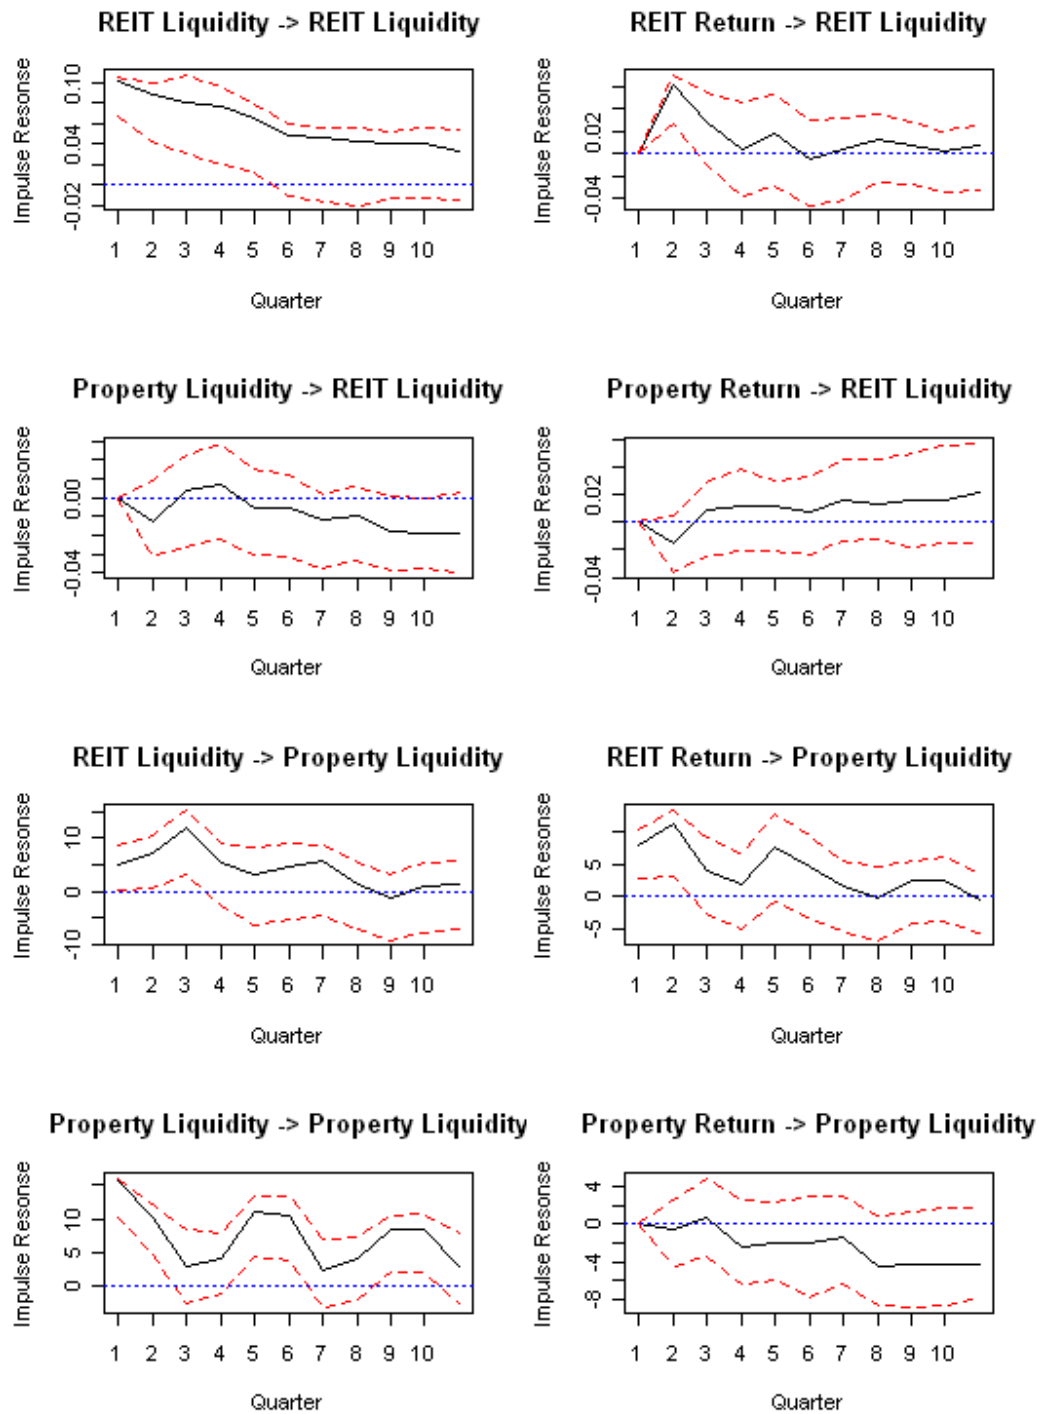 REIT Liquidity -> REIT Liquidity
Impulse Resonse
0.10
0.04
-0.02
1 2 3 4 5 6 7 8 9 10
Quarter
REIT Return -> REIT Liquidity
Impulse Resonse
0.02
-0.04
1 2 3 4 5 6 7 8 9 10
Quarter
Property Liquidity -> REIT Liquidity
Impulse Resonse
0.00
-0.04
1 2 3 4 5 6 7 8 9 10
Quarter
Property Return -> REIT Liquidity
Impulse Resonse
0.02
-0.04
1 2 3 4 5 6 7 8 9 10
Quarter
REIT Liquidity -> Property Liquidity
Impulse Resonse
10
0
-10
1 2 3 4 5 6 7 8 9 10
Quarter
REIT Return -> Property Liquidity
Impulse Resonse
5
0
-5
1 2 3 4 5 6 7 8 9 10
Quarter
Property Liquidity -> Property Liquidity
Impulse Resonse
10
5
0
1 2 3 4 5 6 7 8 9 10
Quarter
Property Return -> Property Liquidity
Impulse Resonse
4
0
-4
-8
1 2 3 4 5 6 7 8 9 10
Quarter